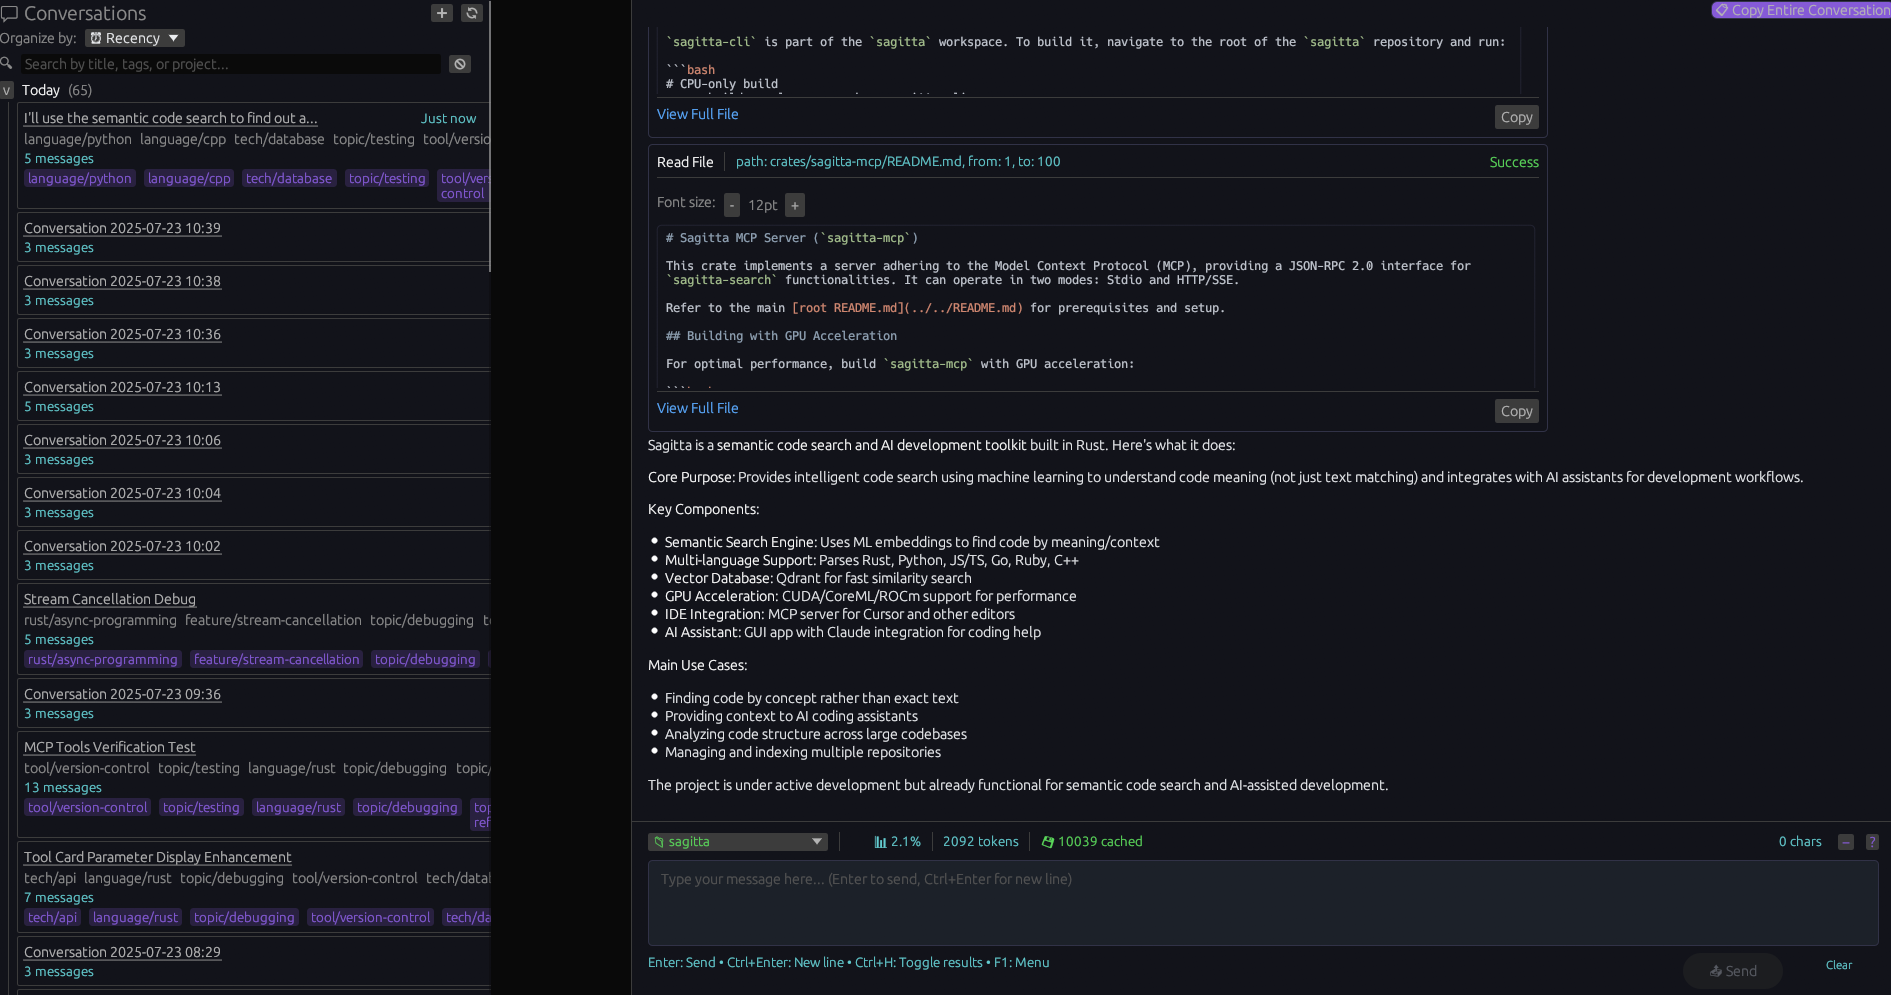 Conversations
+
Organize by: Recency
Search by title, tags, or project...
v Today (65)
I'll use the semantic code search to find out a... Just now
language/python language/cpp tech/database topic/testing tool/versio
5 messages
language/python language/cpp tech/database topic/testing tool/ver
control
Conversation 2025-07-23 10:39
3 messages
Conversation 2025-07-23 10:38
3 messages
Conversation 2025-07-23 10:36
3 messages
Conversation 2025-07-23 10:13
5 messages
Conversation 2025-07-23 10:06
3 messages
Conversation 2025-07-23 10:04
3 messages
Conversation 2025-07-23 10:02
3 messages
Stream Cancellation Debug
rust/async-programming feature/stream-cancellation topic/debugging
5 messages
rust/async-programming feature/stream-cancellation topic/debugging
Conversation 2025-07-23 09:36
3 messages
MCP Tools Verification Test
tool/version-control topic/testing language/rust topic/debugging topic/
13 messages
tool/version-control topic/testing language/rust topic/debugging top
ref
Tool Card Parameter Display Enhancement
tech/api language/rust topic/debugging tool/version-control tech/datal
7 messages
tech/api language/rust topic/debugging tool/version-control tech/da
Conversation 2025-07-23 08:29
3 messages
Copy Entire Conversation
`sagitta-cli` is part of the `sagitta` workspace. To build it, navigate to the root of the `sagitta` repository and run:
```bash
# CPU-only build
View Full File
Copy
Read File path: crates/sagitta-mcp/README.md, from: 1, to: 100 Success
Font size: - 12pt +
# Sagitta MCP Server (`sagitta-mcp`)
This crate implements a server adhering to the Model Context Protocol (MCP), providing a JSON-RPC 2.0 interface for
`sagitta-search` functionalities. It can operate in two modes: Stdio and HTTP/SSE.
Refer to the main [root README.md](../../README.md) for prerequisites and setup.
## Building with GPU Acceleration
For optimal performance, build `sagitta-mcp` with GPU acceleration:
View Full File
Copy
Sagitta is a semantic code search and AI development toolkit built in Rust. Here's what it does:
Core Purpose: Provides intelligent code search using machine learning to understand code meaning (not just text matching) and integrates with AI assistants for development workflows.
Key Components:
• Semantic Search Engine: Uses ML embeddings to find code by meaning/context
• Multi-language Support: Parses Rust, Python, JS/TS, Go, Ruby, C++
• Vector Database: Qdrant for fast similarity search
• GPU Acceleration: CUDA/CoreML/ROCm support for performance
• IDE Integration: MCP server for Cursor and other editors
• AI Assistant: GUI app with Claude integration for coding help
Main Use Cases:
• Finding code by concept rather than exact text
• Providing context to AI coding assistants
• Analyzing code structure across large codebases
• Managing and indexing multiple repositories
The project is under active development but already functional for semantic code search and AI-assisted development.
sagitta 2.1% 2092 tokens 10039 cached 0 chars − ?
Type your message here... (Enter to send, Ctrl+Enter for new line)
Enter: Send • Ctrl+Enter: New line • Ctrl+H: Toggle results • F1: Menu
Send
Clear